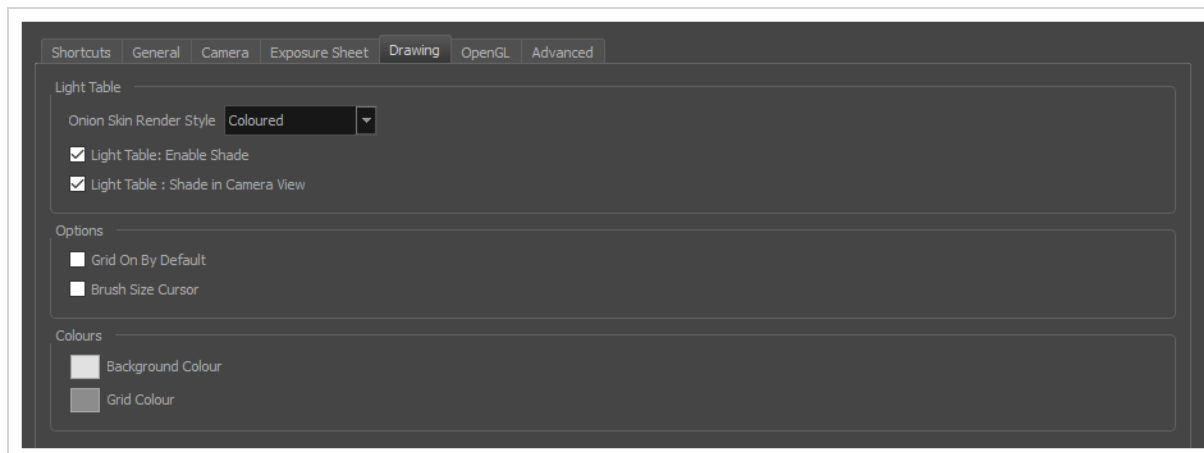 Shortcuts General Camera Exposure Sheet Drawing OpenGL Advanced
Light Table
Onion Skin Render Style Coloured
Light Table: Enable Shade
Light Table : Shade in Camera View
Options
Grid On By Default
Brush Size Cursor
Colours
Background Colour
Grid Colour